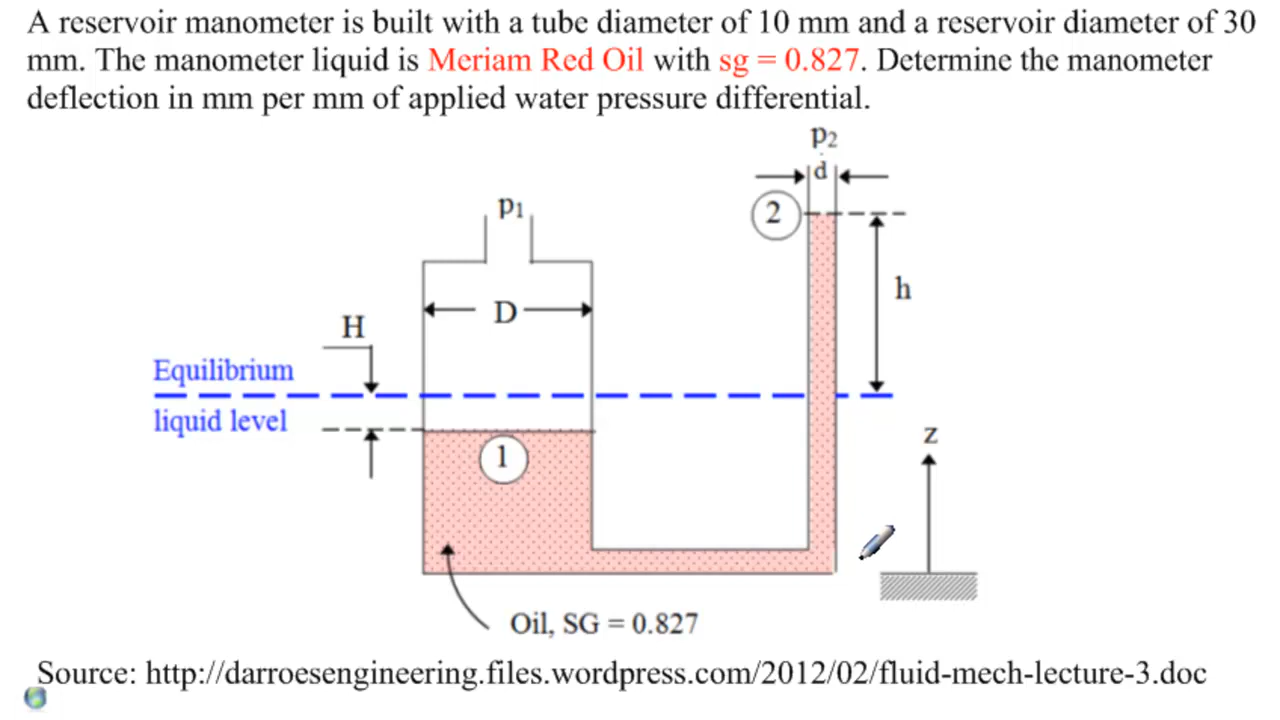 A reservoir manometer is built with a tube diameter of 10 mm and a reservoir diameter of 30
mm. The manometer liquid is Meriam Red Oil with sg = 0.827. Determine the manometer
deflection in mm per mm of applied water pressure differential.
p2
d
p1
2
h
D
H
Equilibrium
liquid level
z
1
Oil, SG = 0.827
Source: http://darroesengineering.files.wordpress.com/2012/02/fluid-mech-lecture-3.doc